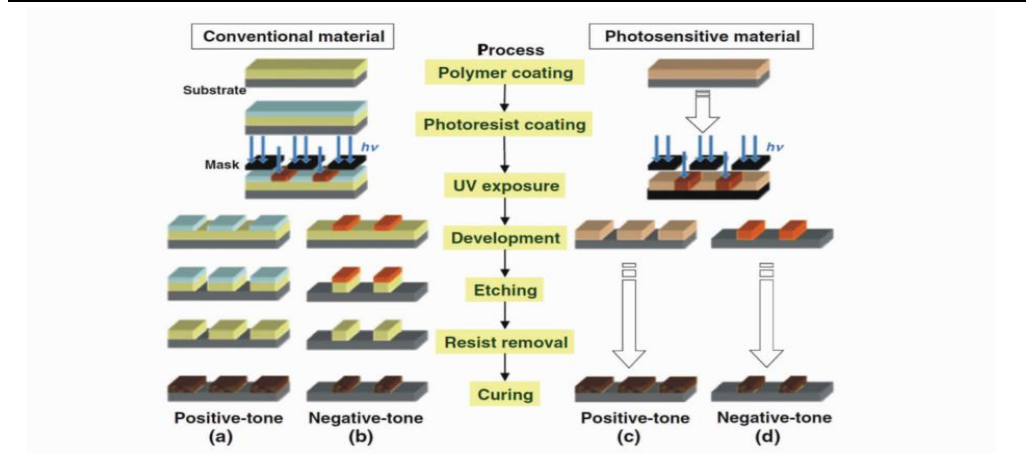 Conventional material
Process
Photosensitive material
Polymer coating
Substrate
Photoresist coating
hν
hν
Mask
UV exposure
Development
Etching
Resist removal
Curing
Positive-tone
Negative-tone
Positive-tone
Negative-tone
(a)
(b)
(c)
(d)